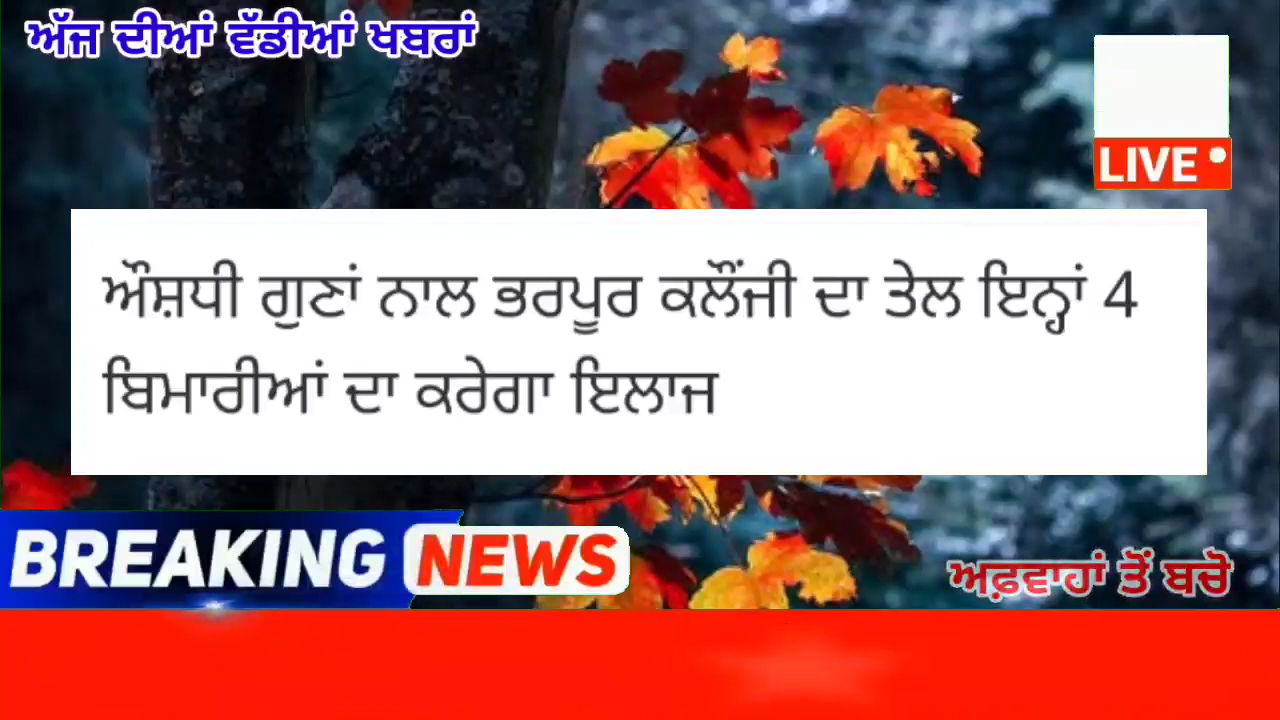 ਅੱਜ ਦੀਆਂ ਵੱਡੀਆਂ ਖਬਰਾਂ
LIVE
ਔਸ਼ਧੀ ਗੁਣਾਂ ਨਾਲ ਭਰਪੂਰ ਕਲੌਂਜੀ ਦਾ ਤੇਲ ਇਨ੍ਹਾਂ 4
ਬਿਮਾਰੀਆਂ ਦਾ ਕਰੇਗਾ ਇਲਾਜ
BREAKING NEWS
ਅਫ਼ਵਾਹਾਂ ਤੋਂ ਬਚੋ